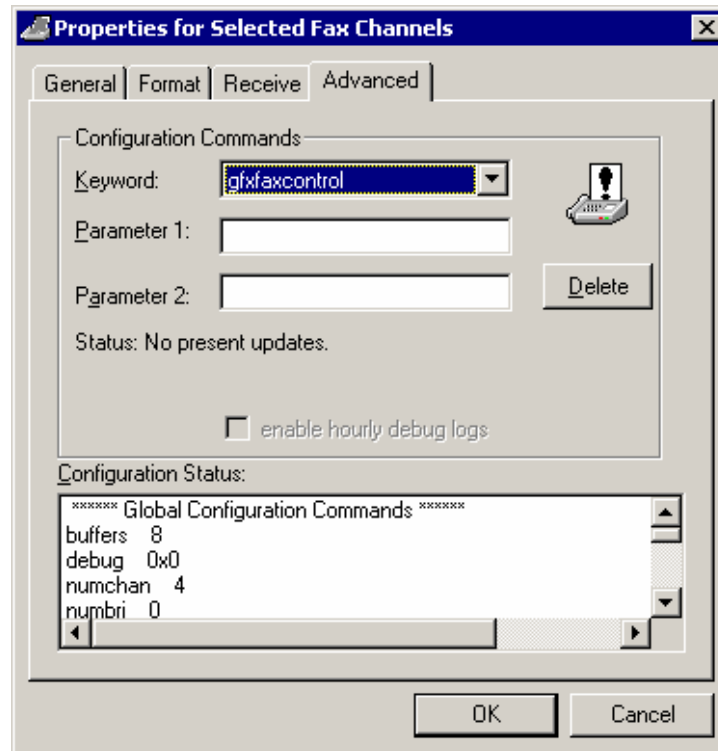 Properties for Selected Fax Channels
General Format Receive Advanced
Configuration Commands
Keyword: gfxfaxcontrol
Parameter 1:
Parameter 2:
Delete
Status: No present updates.
enable hourly debug logs
Configuration Status:
****** Global Configuration Commands ******
buffers 8
debug 0x0
numchan 4
numbri 0
OK Cancel